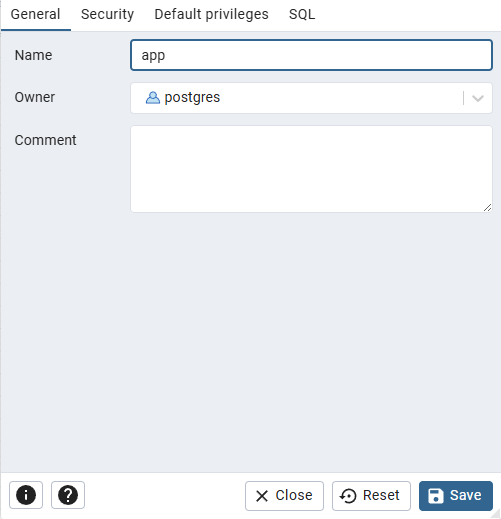 General Security Default privileges SQL
Name app
Owner postgres
Comment
Close Reset Save